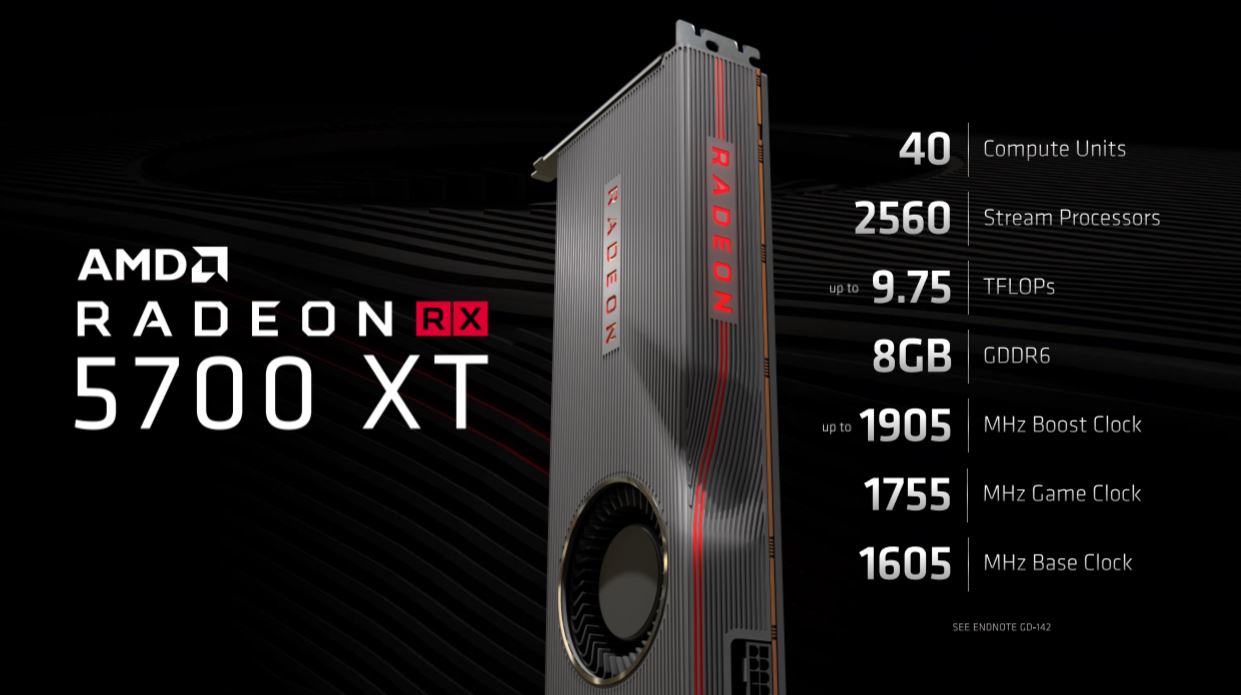 AMD
RADEON RX
5700 XT
RADEON
RADEON
40 Compute Units
2560 Stream Processors
up to 9.75 TFLOPs
8GB GDDR6
up to 1905 MHz Boost Clock
1755 MHz Game Clock
1605 MHz Base Clock
SEE ENDNOTE GD-142